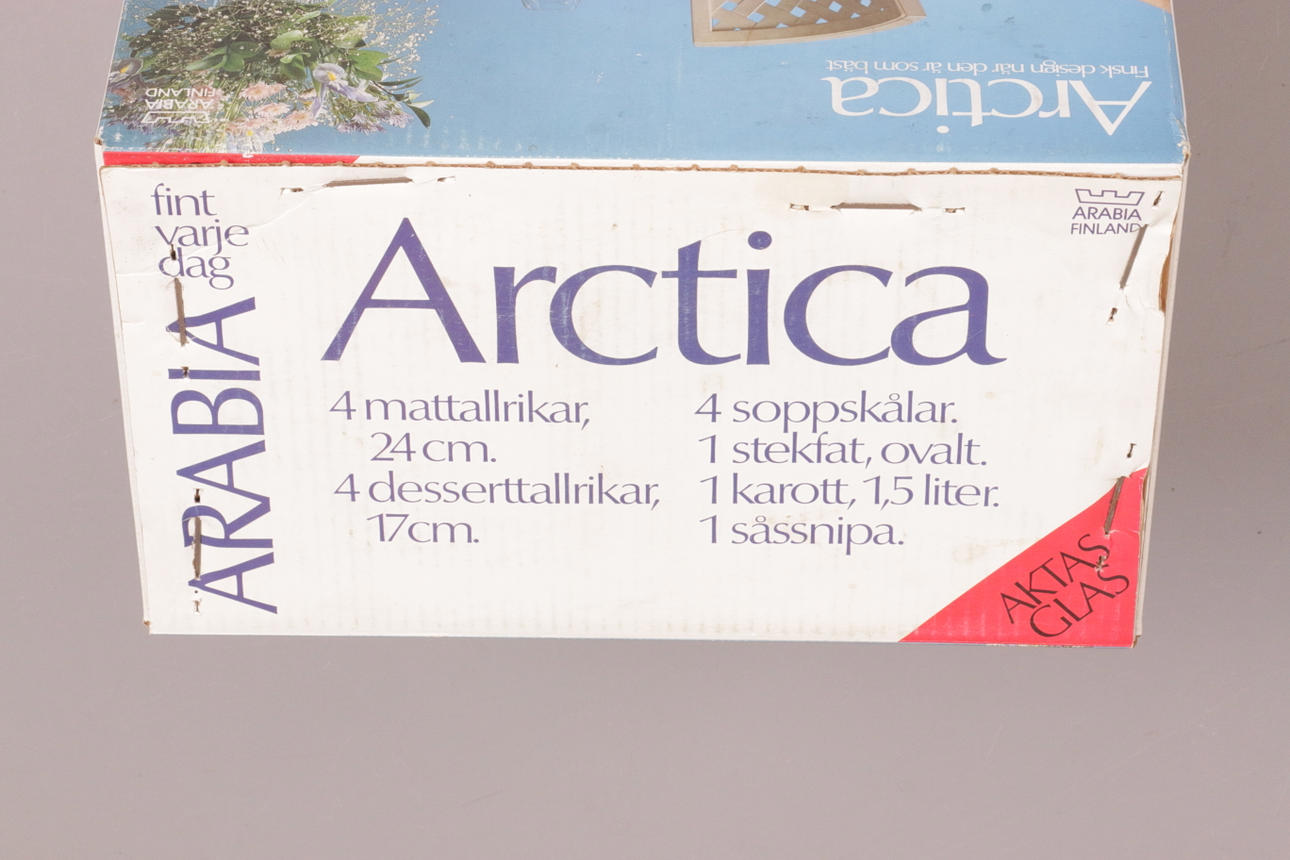 ARABIA
FINLAND
Arctica
Finsk design när den är som bäst
fint
varje
dag
ARABIA
Arctica
ARABIA
FINLAND
4 mattallrikar,
24 cm.
4 desserttallrikar,
17cm.
4 soppskålar.
1 stekfat, ovalt.
1 karott, 1,5 liter.
1 såssnipa.
AKTAS
GLAS